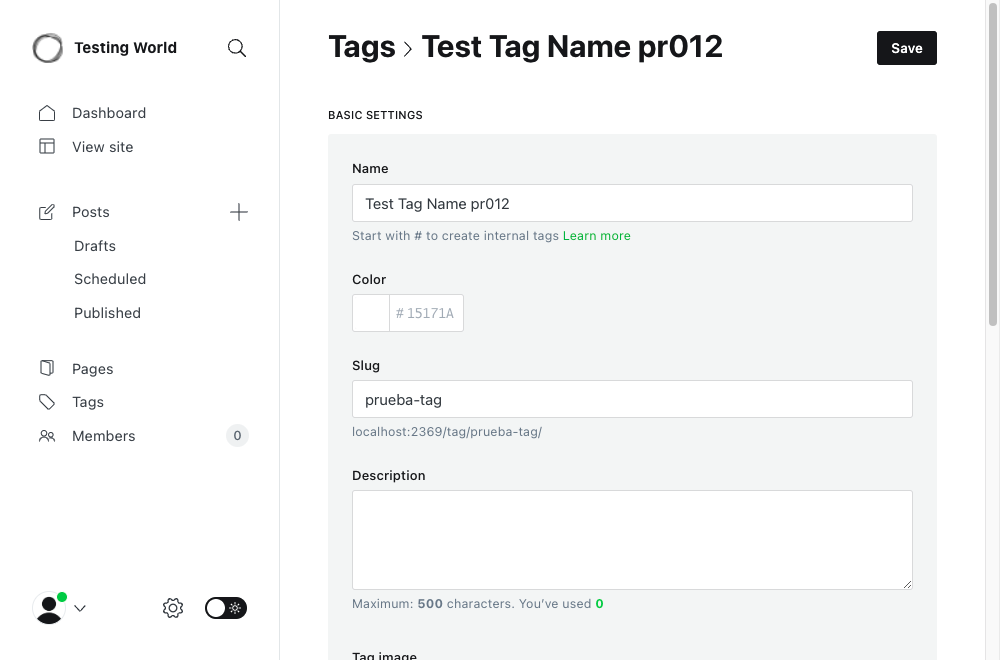 Testing World
Dashboard
View site
Posts
Drafts
Scheduled
Published
Pages
Tags
Members
0
Tags > Test Tag Name pr012
Save
BASIC SETTINGS
Name
Test Tag Name pr012
Start with # to create internal tags Learn more
Color
# 15171A
Slug
prueba-tag
localhost:2369/tag/prueba-tag/
Description
Maximum: 500 characters. You've used 0
Tag image